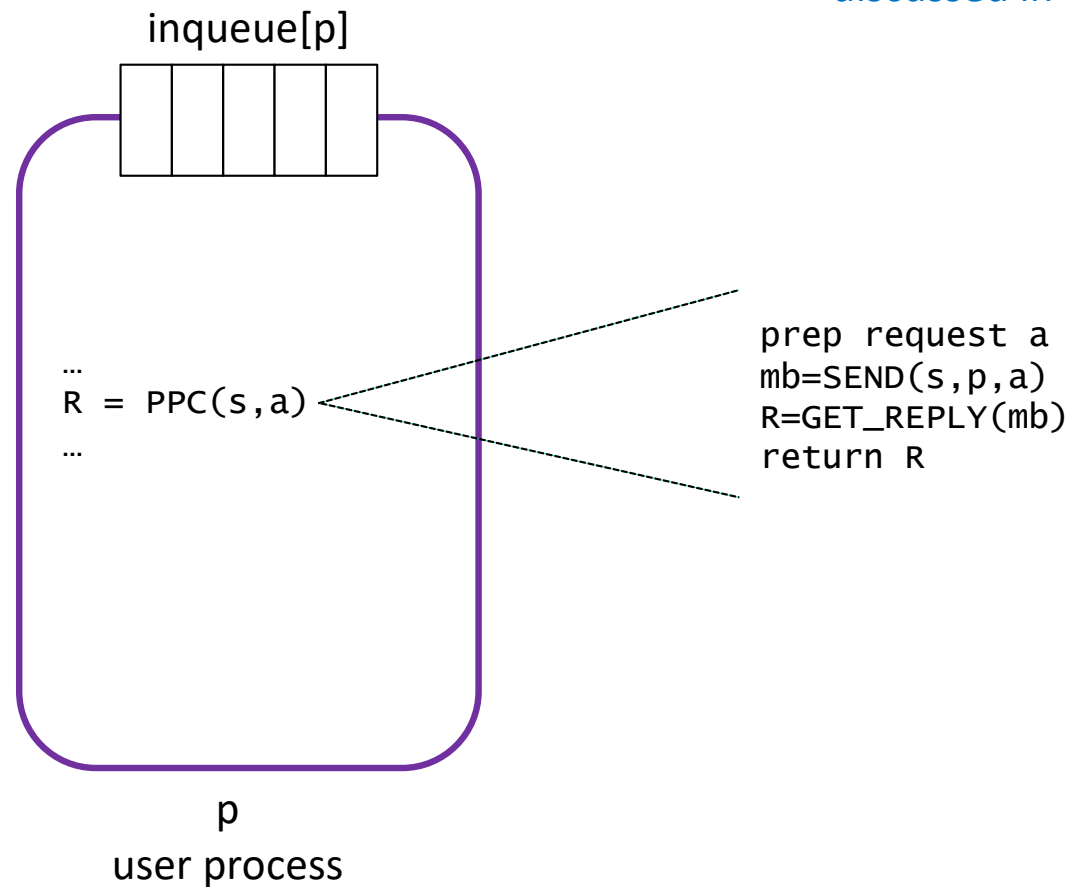 inqueue[p]
…
R = PPC(s,a)
…
prep request a
mb=SEND(s,p,a)
R=GET_REPLY(mb)
return R
p
user process